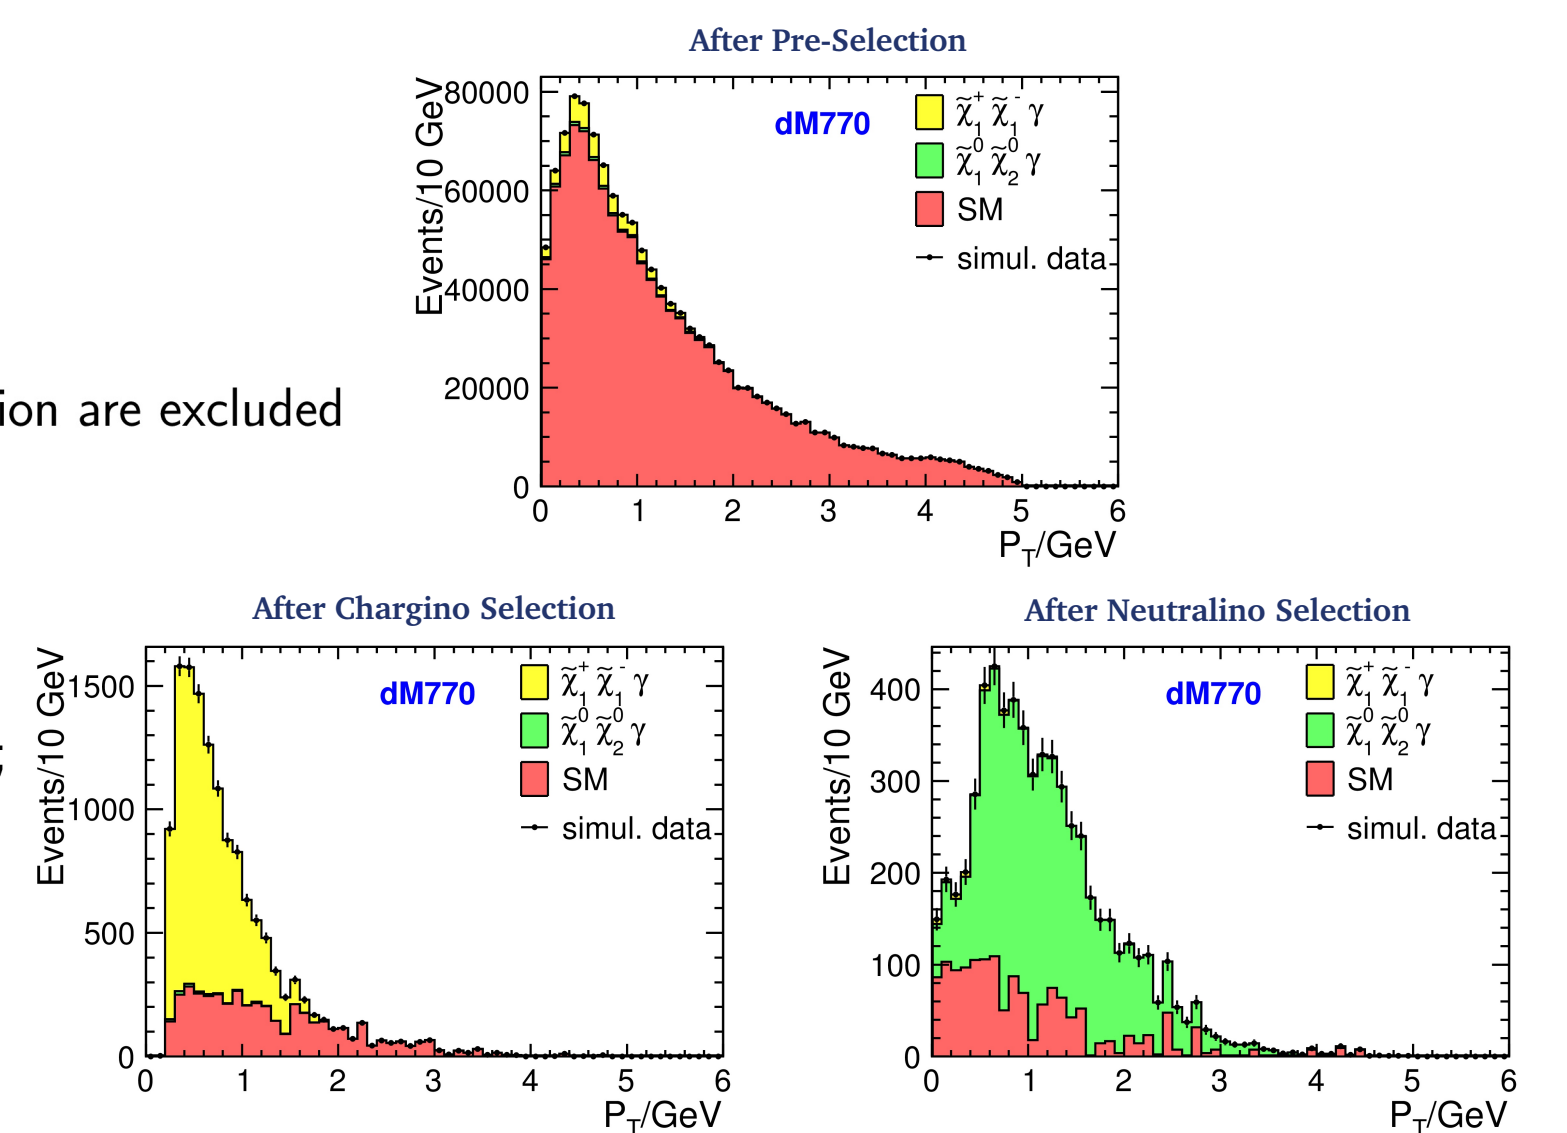 After Pre-Selection
Events/10 GeV
80000
60000
40000
20000
0
dM770
χ̃₁⁺ χ̃₁⁻ γ
χ̃₁⁰ χ̃₂⁰ γ
SM
simul. data
0 1 2 3 4 5 6
P_T/GeV
ion are excluded
After Chargino Selection
Events/10 GeV
1500
1000
500
0
dM770
χ̃₁⁺ χ̃₁⁻ γ
χ̃₁⁰ χ̃₂⁰ γ
SM
simul. data
0 1 2 3 4 5 6
P_T/GeV
After Neutralino Selection
Events/10 GeV
400
300
200
100
0
dM770
χ̃₁⁺ χ̃₁⁻ γ
χ̃₁⁰ χ̃₂⁰ γ
SM
simul. data
0 1 2 3 4 5 6
P_T/GeV